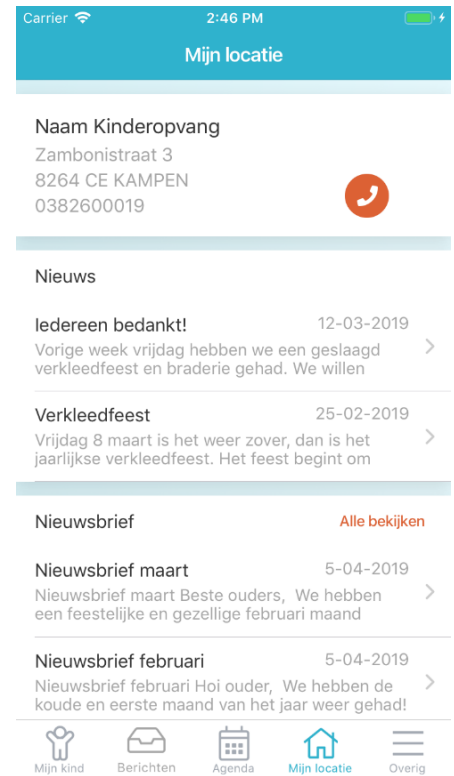 Carrier 2:46 PM
Mijn locatie
Naam Kinderopvang
Zambonistraat 3
8264 CE KAMPEN
0382600019
Nieuws
Iedereen bedankt! 12-03-2019
Vorige week vrijdag hebben we een geslaagd
verkleedfeest en braderie gehad. We willen
Verkleedfeest 25-02-2019
Vrijdag 8 maart is het weer zover, dan is het
jaarlijkse verkleedfeest. Het feest begint om
Nieuwsbrief Alle bekijken
Nieuwsbrief maart 5-04-2019
Nieuwsbrief maart Beste ouders, We hebben
een feestelijke en gezellige februari maand
Nieuwsbrief februari 5-04-2019
Nieuwsbrief februari Hoi ouder, We hebben de
koude en eerste maand van het jaar weer gehad!
Mijn kind Berichten Agenda Mijn locatie Overig